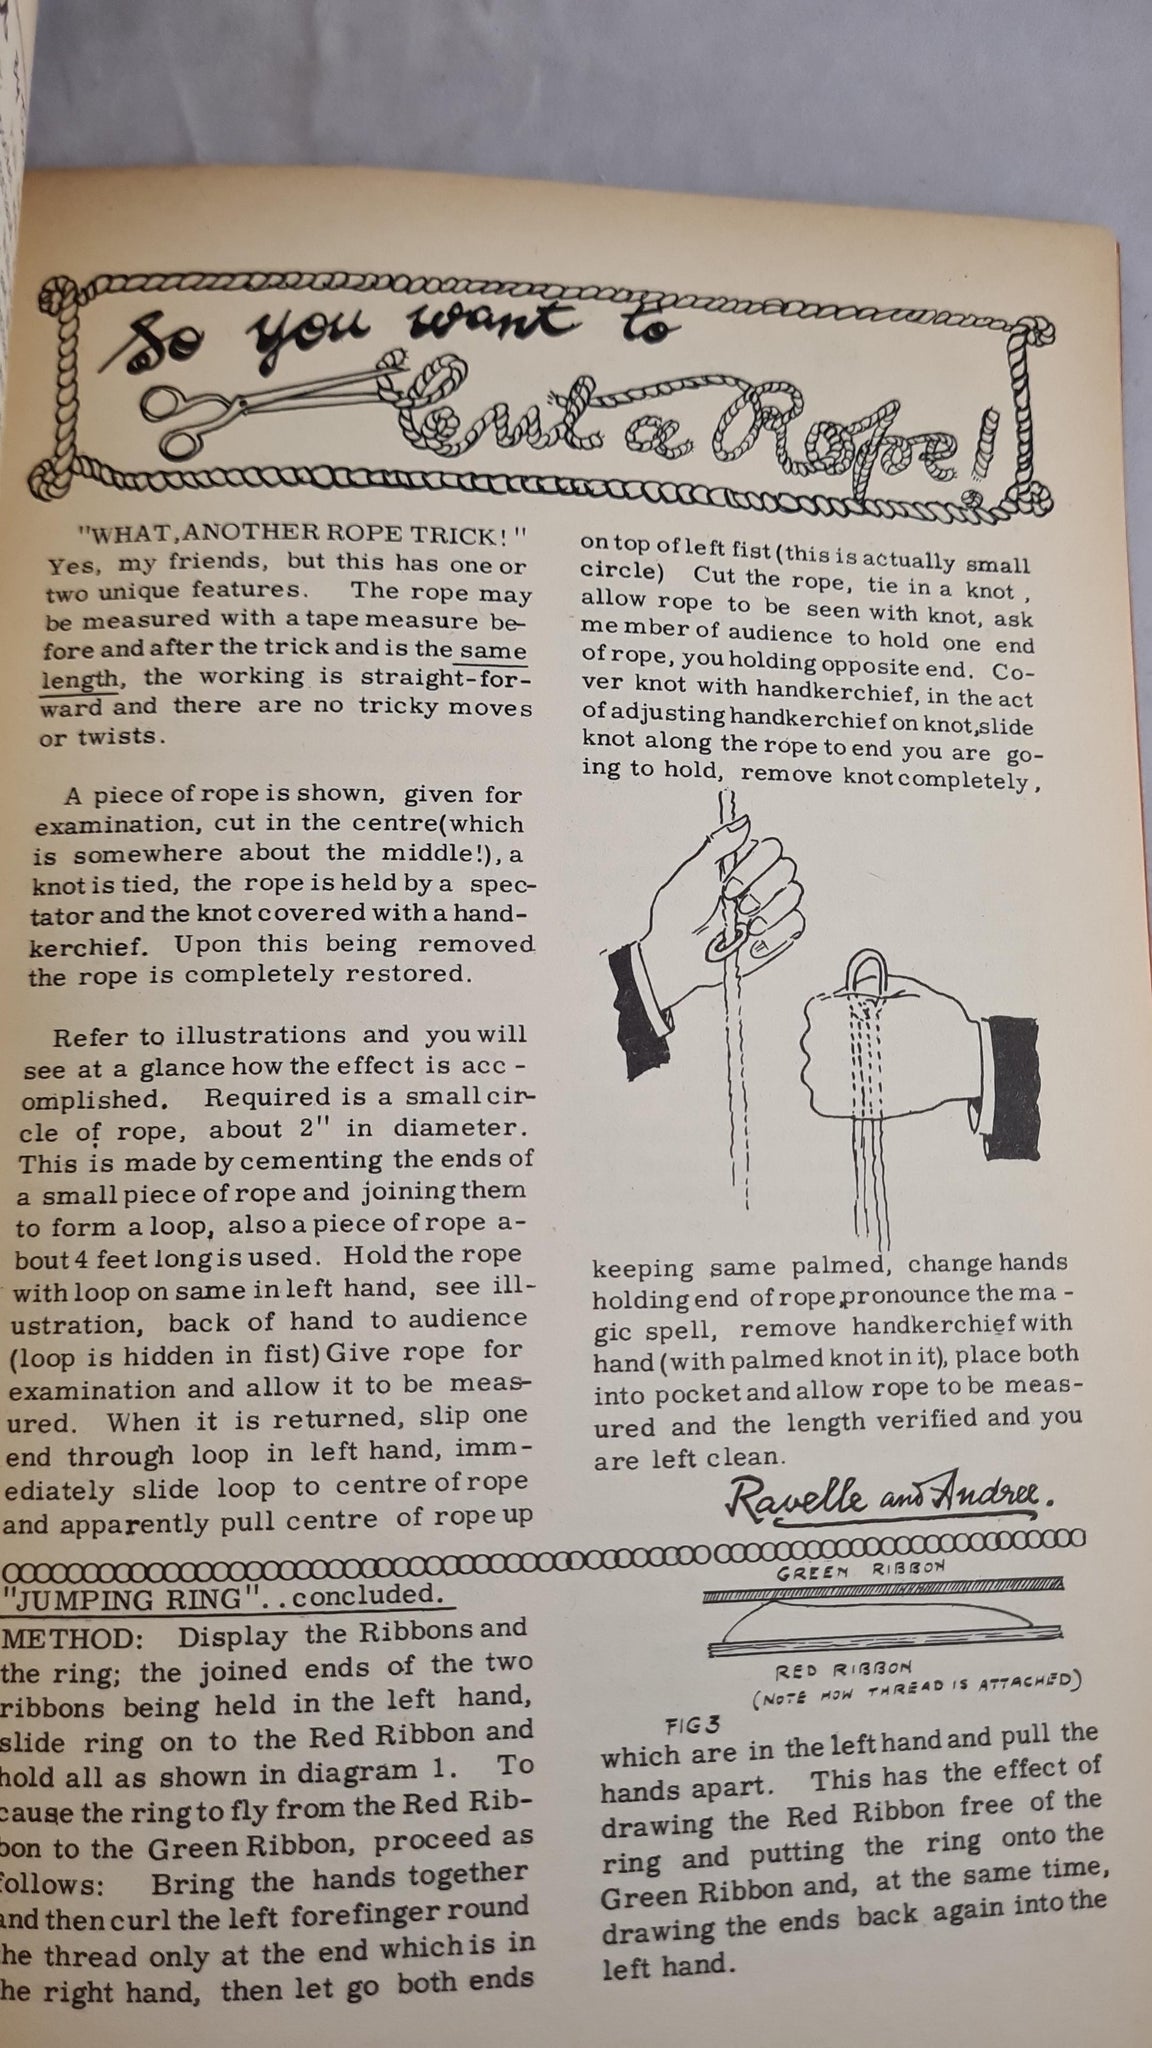 So you want to
Cut a Rope!
"WHAT, ANOTHER ROPE TRICK!"
Yes, my friends, but this has one or
two unique features. The rope may
be measured with a tape measure be-
fore and after the trick and is the same
length, the working is straight-for-
ward and there are no tricky moves
or twists.
A piece of rope is shown, given for
examination, cut in the centre(which
is somewhere about the middle!), a
knot is tied, the rope is held by a spec-
tator and the knot covered with a hand-
kerchief. Upon this being removed
the rope is completely restored.
Refer to illustrations and you will
see at a glance how the effect is acc -
omplished. Required is a small cir-
cle of rope, about 2" in diameter.
This is made by cementing the ends of
a small piece of rope and joining them
to form a loop, also a piece of rope a-
bout 4 feet long is used. Hold the rope
with loop on same in left hand, see ill-
ustration, back of hand to audience
(loop is hidden in fist) Give rope for
examination and allow it to be meas-
ured. When it is returned, slip one
end through loop in left hand, imm-
ediately slide loop to centre of rope
and apparently pull centre of rope up
on top of left fist (this is actually small
circle) Cut the rope, tie in a knot ,
allow rope to be seen with knot, ask
me mber of audience to hold one end
of rope, you holding opposite end. Co-
ver knot with handkerchief, in the act
of adjusting handkerchief on knot, slide
knot along the rope to end you are go-
ing to hold, remove knot completely,
keeping same palmed, change hands
holding end of rope, pronounce the ma -
gic spell, remove handkerchief with
hand (with palmed knot in it), place both
into pocket and allow rope to be meas-
ured and the length verified and you
are left clean.
Ravelle and Andree.
"JUMPING RING". . concluded.
METHOD: Display the Ribbons and
the ring; the joined ends of the two
ribbons being held in the left hand,
slide ring on to the Red Ribbon and
hold all as shown in diagram 1. To
cause the ring to fly from the Red Rib-
bon to the Green Ribbon, proceed as
follows: Bring the hands together
and then curl the left forefinger round
the thread only at the end which is in
the right hand, then let go both ends
GREEN RIBBON
RED RIBBON
(NOTE HOW THREAD IS ATTACHED)
FIG 3
which are in the left hand and pull the
hands apart. This has the effect of
drawing the Red Ribbon free of the
ring and putting the ring onto the
Green Ribbon and, at the same time,
drawing the ends back again into the
left hand.